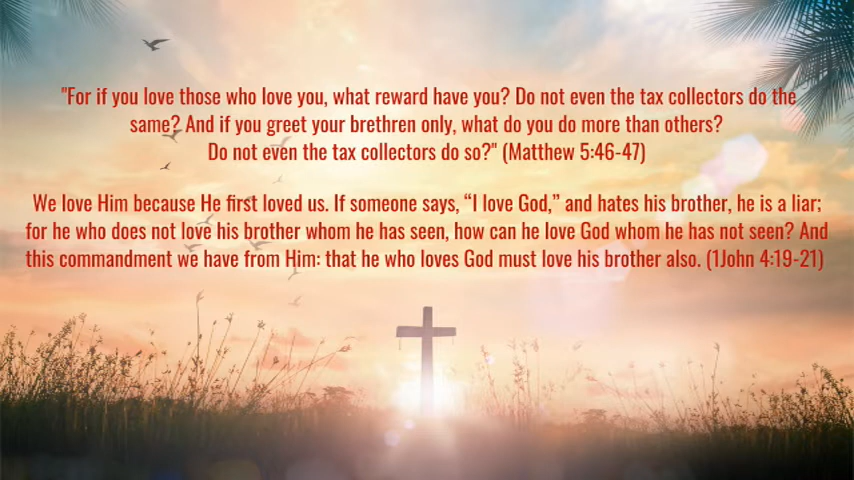 "For if you love those who love you, what reward have you? Do not even the tax collectors do the
same? And if you greet your brethren only, what do you do more than others?
Do not even the tax collectors do so?" (Matthew 5:46-47)
We love Him because He first loved us. If someone says, “I love God,” and hates his brother, he is a liar;
for he who does not love his brother whom he has seen, how can he love God whom he has not seen? And
this commandment we have from Him: that he who loves God must love his brother also. (1John 4:19-21)